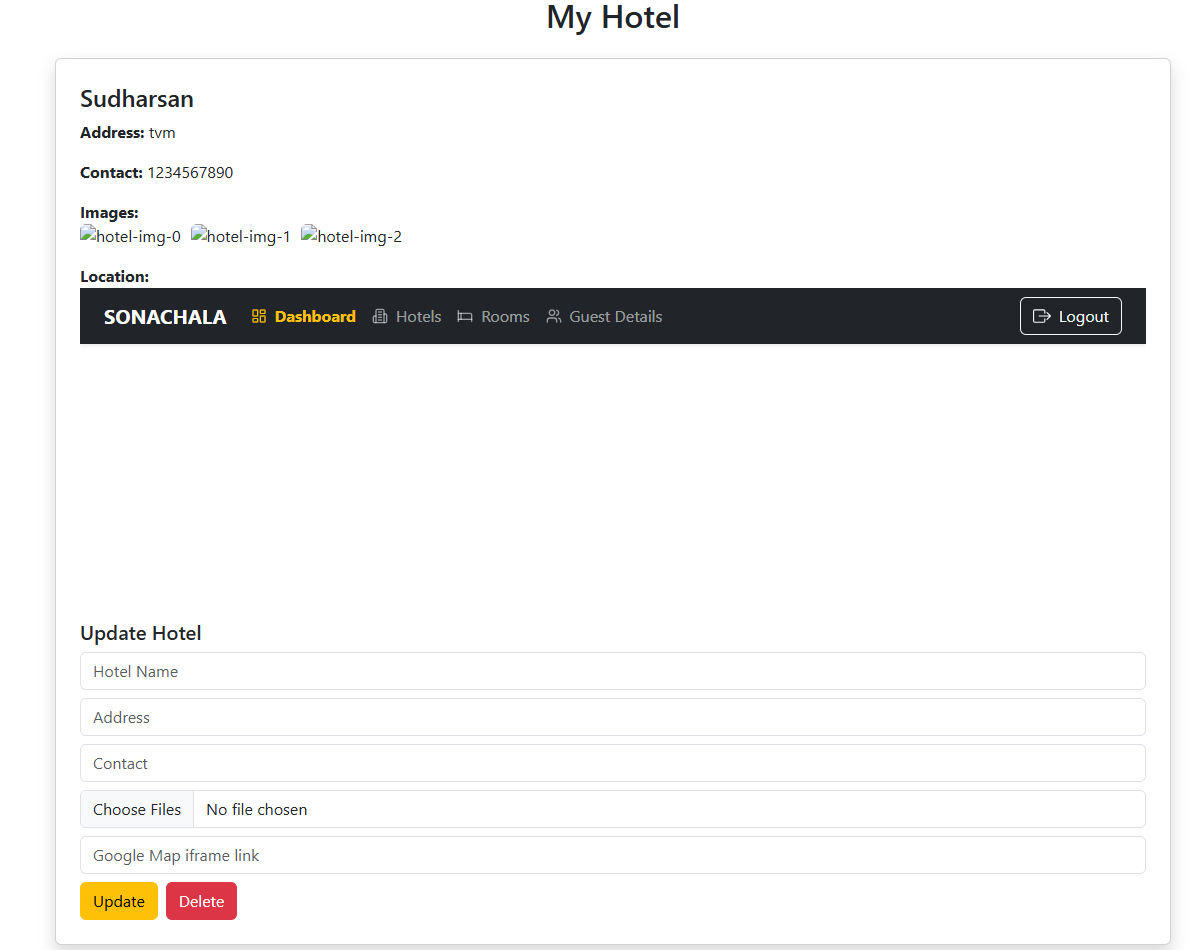 My Hotel
Sudharsan
Address: tvm
Contact: 1234567890
Images:
hotel-img-0 hotel-img-1 hotel-img-2
Location:
SONACHALA Dashboard Hotels Rooms Guest Details Logout
Update Hotel
Hotel Name
Address
Contact
Choose Files No file chosen
Google Map iframe link
Update Delete